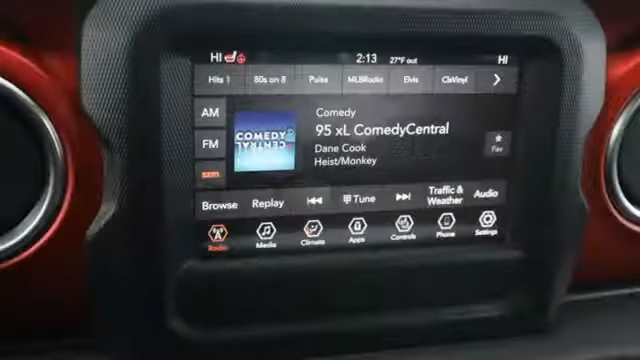 HI 2:13 27°F out HI
Hits 1 80s on 8 Pulse MLBRadio Elvis ClsVinyl
AM
FM
sxm
COMEDY
CENTRAL
Comedy
95 xL ComedyCentral
Dane Cook
Heist/Monkey
Fav
Browse Replay Tune Traffic & Weather Audio
Radio Media Climate Apps Controls Phone Settings